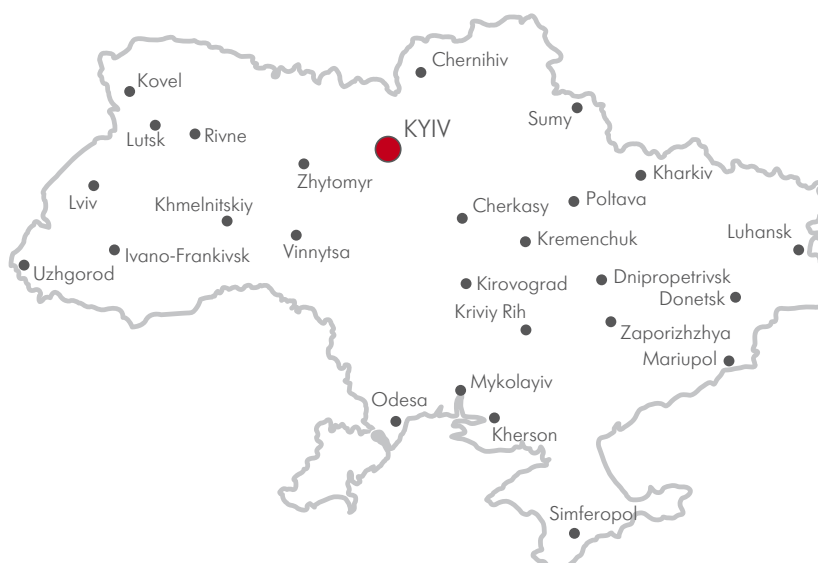 Chernihiv
Kovel
Sumy
KYIV
Lutsk
Rivne
Zhytomyr
Kharkiv
Lviv
Khmelnitskiy
Poltava
Cherkasy
Kremenchuk
Luhansk
Vinnytsa
Ivano-Frankivsk
Uzhgorod
Dnipropetrivsk
Kirovograd
Donetsk
Kriviy Rih
Zaporizhzhya
Mariupol
Mykolayiv
Odesa
Kherson
Simferopol